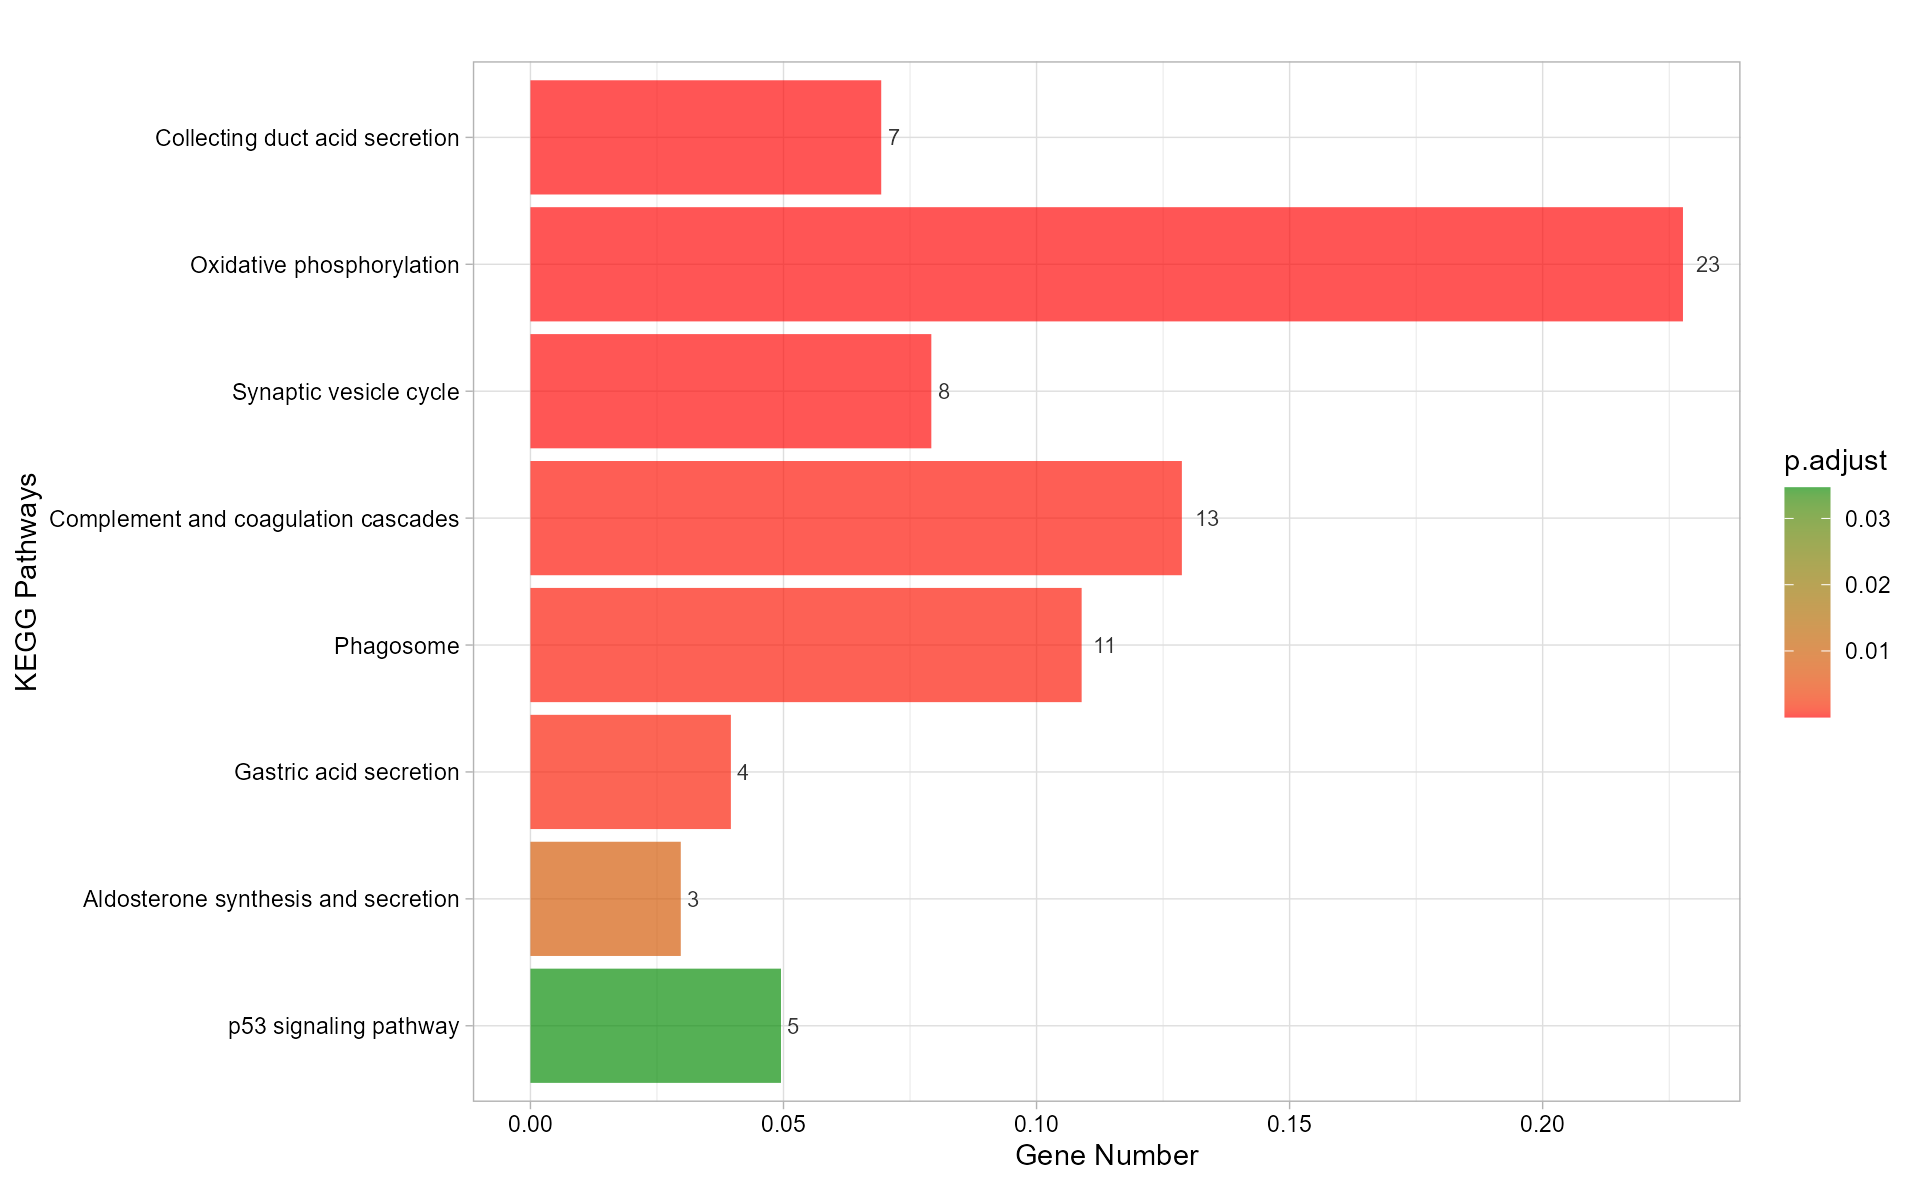 Collecting duct acid secretion
7
Oxidative phosphorylation
23
Synaptic vesicle cycle
8
Complement and coagulation cascades
13
Phagosome
11
Gastric acid secretion
4
Aldosterone synthesis and secretion
3
p53 signaling pathway
5
KEGG Pathways
0.00
0.05
0.10
0.15
0.20
Gene Number
p.adjust
0.03
0.02
0.01